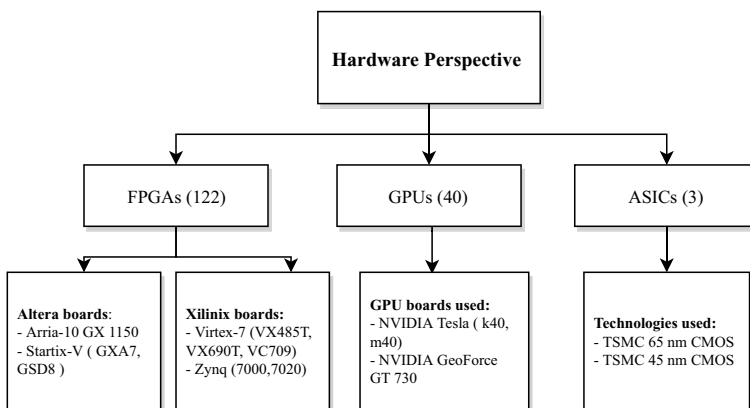 Hardware Perspective
FPGAs (122)
GPUs (40)
ASICs (3)
Altera boards:
- Arria-10 GX 1150
- Startix-V ( GXA7,
GSD8 )
Xilinix boards:
- Virtex-7 (VX485T,
VX690T, VC709)
- Zynq (7000,7020)
GPU boards used:
- NVIDIA Tesla ( k40,
m40)
- NVIDIA GeForce
GT 730
Technologies used:
- TSMC 65 nm CMOS
- TSMC 45 nm CMOS